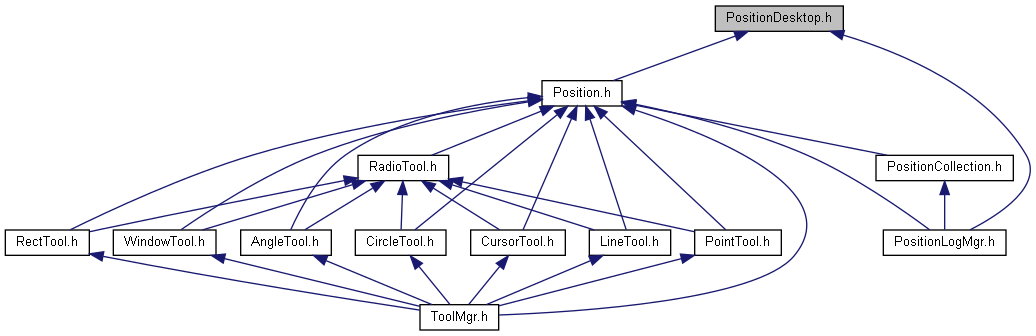 PositionDesktop.h
Position.h
RadioTool.h
PositionCollection.h
RectTool.h
WindowTool.h
AngleTool.h
CircleTool.h
CursorTool.h
LineTool.h
PointTool.h
PositionLogMgr.h
ToolMgr.h